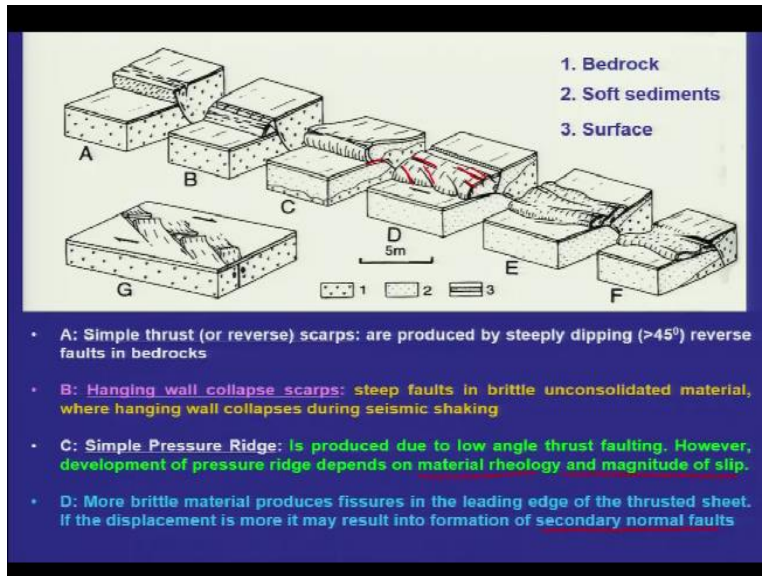 1. Bedrock
2. Soft sediments
3. Surface
A
B
C
D
5m
E
F
G
1 2 3
• A: Simple thrust (or reverse) scarps: are produced by steeply dipping (>45⁰) reverse
faults in bedrocks
• B: Hanging wall collapse scarps: steep faults in brittle unconsolidated material,
where hanging wall collapses during seismic shaking
• C: Simple Pressure Ridge: Is produced due to low angle thrust faulting. However,
development of pressure ridge depends on material rheology and magnitude of slip.
• D: More brittle material produces fissures in the leading edge of the thrusted sheet.
If the displacement is more it may result into formation of secondary normal faults